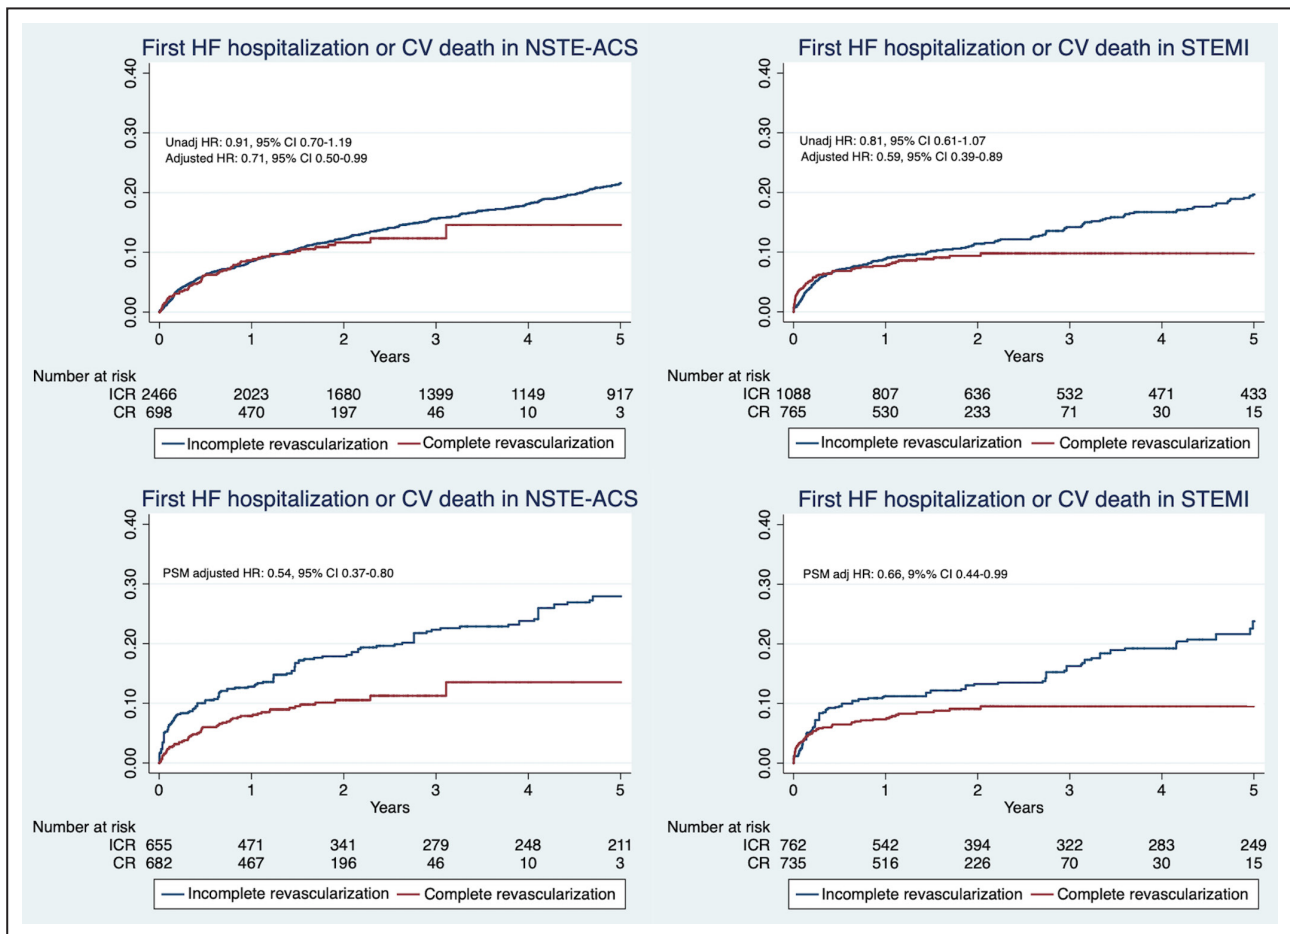 First HF hospitalization or CV death in NSTE-ACS
0.40
0.30
0.20
0.10
0.00
Unadj HR: 0.91, 95% CI 0.70-1.19
Adjusted HR: 0.71, 95% CI 0.50-0.99
0 1 2 3 4 5
Years
Number at risk
ICR 2466 2023 1680 1399 1149 917
CR 698 470 197 46 10 3
Incomplete revascularization Complete revascularization
First HF hospitalization or CV death in STEMI
0.40
0.30
0.20
0.10
0.00
Unadj HR: 0.81, 95% CI 0.61-1.07
Adjusted HR: 0.59, 95% CI 0.39-0.89
0 1 2 3 4 5
Years
Number at risk
ICR 1088 807 636 532 471 433
CR 765 530 233 71 30 15
Incomplete revascularization Complete revascularization
First HF hospitalization or CV death in NSTE-ACS
0.40
0.30
0.20
0.10
0.00
PSM adjusted HR: 0.54, 95% CI 0.37-0.80
0 1 2 3 4 5
Years
Number at risk
ICR 655 471 341 279 248 211
CR 682 467 196 46 10 3
Incomplete revascularization Complete revascularization
First HF hospitalization or CV death in STEMI
0.40
0.30
0.20
0.10
0.00
PSM adj HR: 0.66, 9%% CI 0.44-0.99
0 1 2 3 4 5
Years
Number at risk
ICR 762 542 394 322 283 249
CR 735 516 226 70 30 15
Incomplete revascularization Complete revascularization